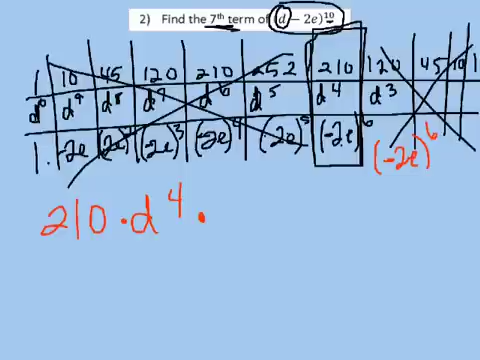 2) Find the 7th term of (d − 2e)^10
1 | 10 | 45 | 120 | 210 | 252 | 210 | 120 | 45 | 10 | 1
d^10 | d^9 | d^8 | d^7 | d^6 | d^5 | d^4 | d^3
1 · | -2e | (-2e)^2 | (-2e)^3 | (-2e)^4 | (-2e)^5 | (-2e)^6
(-2e)^6
210 · d^4 ·